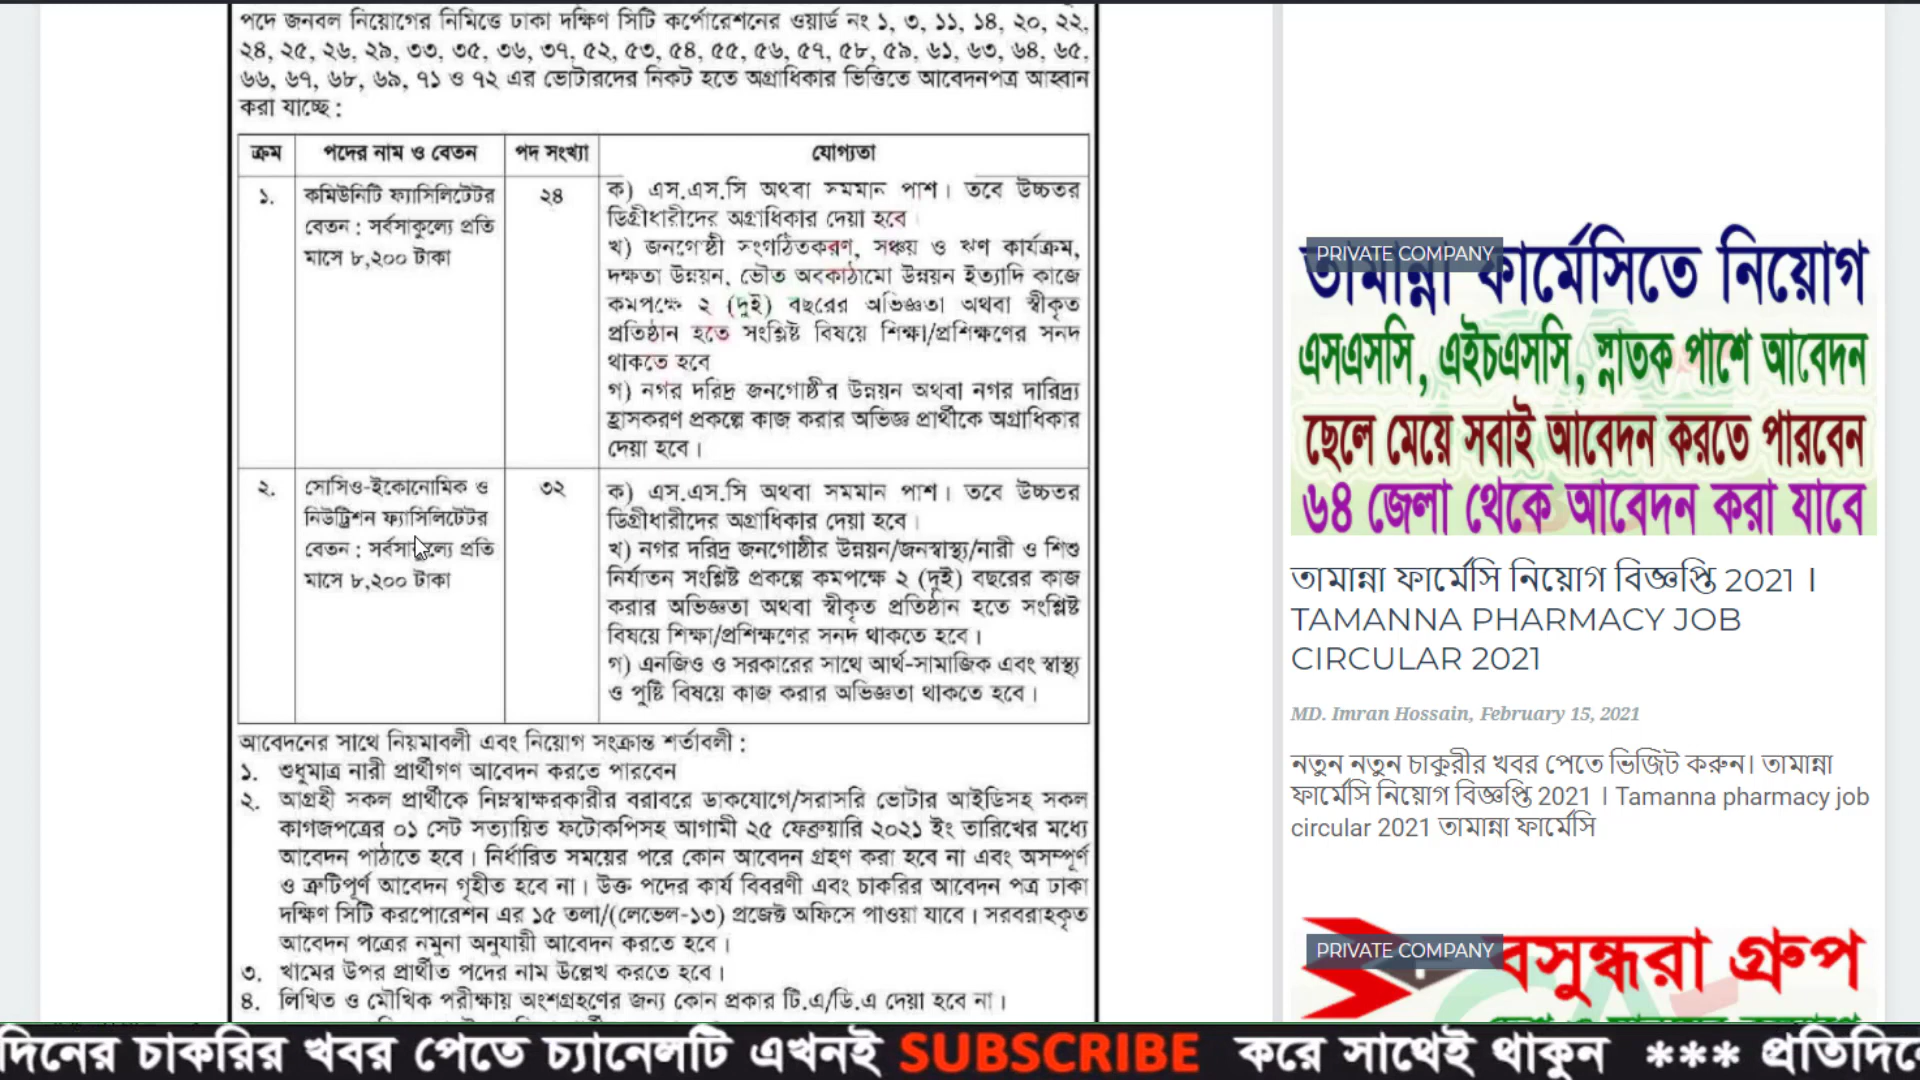 পদে জনবল নিয়োগের নিমিত্তে ঢাকা দক্ষিণ সিটি কর্পোরেশনের ওয়ার্ড নং ১, ৩, ১১, ১৪, ২০, ২২,
২৪, ২৫, ২৬, ২৯, ৩৩, ৩৫, ৩৬, ৩৭, ৫২, ৫৩, ৫৪, ৫৫, ৫৬, ৫৭, ৫৮, ৫৯, ৬১, ৬৩, ৬৪, ৬৫,
৬৬, ৬৭, ৬৮, ৬৯, ৭১ ও ৭২ এর ভোটারদের নিকট হতে অগ্রাধিকার ভিত্তিতে আবেদনপত্র আহ্বান
করা যাচ্ছে :
ক্রম পদের নাম ও বেতন পদ সংখ্যা যোগ্যতা
১. কমিউনিটি ফ্যাসিলিটেটর
বেতন : সর্বসাকুল্যে প্রতি
মাসে ৮,২০০ টাকা
২৪
ক) এস.এস.সি অথবা সমমান পাশ। তবে উচ্চতর
ডিগ্রীধারীদের অগ্রাধিকার দেয়া হবে
খ) জনগোষ্ঠী সংগঠিতকরণ, সঞ্চয় ও ঋণ কার্যক্রম,
দক্ষতা উন্নয়ন, ভৌত অবকাঠামো উন্নয়ন ইত্যাদি কাজে
কমপক্ষে ২ (দুই) বছরের অভিজ্ঞতা অথবা স্বীকৃত
প্রতিষ্ঠান হতে সংশ্লিষ্ট বিষয়ে শিক্ষা/প্রশিক্ষণের সনদ
থাকতে হবে
গ) নগর দরিদ্র জনগোষ্ঠীর উন্নয়ন অথবা নগর দারিদ্র্য
হ্রাসকরণ প্রকল্পে কাজ করার অভিজ্ঞ প্রার্থীকে অগ্রাধিকার
দেয়া হবে।
২. সোসিও-ইকোনোমিক ও
নিউট্রিশন ফ্যাসিলিটেটর
বেতন : সর্বসাকুল্যে প্রতি
মাসে ৮,২০০ টাকা
৩২
ক) এস.এস.সি অথবা সমমান পাশ। তবে উচ্চতর
ডিগ্রীধারীদের অগ্রাধিকার দেয়া হবে।
খ) নগর দরিদ্র জনগোষ্ঠীর উন্নয়ন/জনস্বাস্থ্য/নারী ও শিশু
নির্যাতন সংশ্লিষ্ট প্রকল্পে কমপক্ষে ২ (দুই) বছরের কাজ
করার অভিজ্ঞতা অথবা স্বীকৃত প্রতিষ্ঠান হতে সংশ্লিষ্ট
বিষয়ে শিক্ষা/প্রশিক্ষণের সনদ থাকতে হবে।
গ) এনজিও ও সরকারের সাথে আর্থ-সামাজিক এবং স্বাস্থ্য
ও পুষ্টি বিষয়ে কাজ করার অভিজ্ঞতা থাকতে হবে।
আবেদনের সাথে নিয়মাবলী এবং নিয়োগ সংক্রান্ত শর্তাবলী :
১. শুধুমাত্র নারী প্রার্থীগণ আবেদন করতে পারবেন
২. আগ্রহী সকল প্রার্থীকে নিম্নস্বাক্ষরকারীর বরাবরে ডাকযোগে/সরাসরি ভোটার আইডিসহ সকল
কাগজপত্রের ০১ সেট সত্যায়িত ফটোকপিসহ আগামী ২৫ ফেব্রুয়ারি ২০২১ ইং তারিখের মধ্যে
আবেদন পাঠাতে হবে। নির্ধারিত সময়ের পরে কোন আবেদন গ্রহণ করা হবে না এবং অসম্পূর্ণ
ও ত্রুটিপূর্ণ আবেদন গৃহীত হবে না। উক্ত পদের কার্য বিবরণী এবং চাকরির আবেদন পত্র ঢাকা
দক্ষিণ সিটি করপোরেশন এর ১৫ তলা/(লেভেল-১৩) প্রজেক্ট অফিসে পাওয়া যাবে। সরবরাহকৃত
আবেদন পত্রের নমুনা অনুযায়ী আবেদন করতে হবে।
৩. খামের উপর প্রার্থীত পদের নাম উল্লেখ করতে হবে।
৪. লিখিত ও মৌখিক পরীক্ষায় অংশগ্রহণের জন্য কোন প্রকার টি.এ/ডি.এ দেয়া হবে না।
PRIVATE COMPANY
তামান্না ফার্মেসিতে নিয়োগ
এসএসসি, এইচএসসি, স্নাতক পাশে আবেদন
ছেলে মেয়ে সবাই আবেদন করতে পারবেন
৬৪ জেলা থেকে আবেদন করা যাবে
তামান্না ফার্মেসি নিয়োগ বিজ্ঞপ্তি 2021 ।
TAMANNA PHARMACY JOB
CIRCULAR 2021
MD. Imran Hossain, February 15, 2021
নতুন নতুন চাকুরীর খবর পেতে ভিজিট করুন। তামান্না
ফার্মেসি নিয়োগ বিজ্ঞপ্তি 2021 । Tamanna pharmacy job
circular 2021 তামান্না ফার্মেসি
PRIVATE COMPANY
বসুন্ধরা গ্রুপ
দিনের চাকরির খবর পেতে চ্যানেলটি এখনই SUBSCRIBE করে সাথেই থাকুন *** প্রতিদিনে